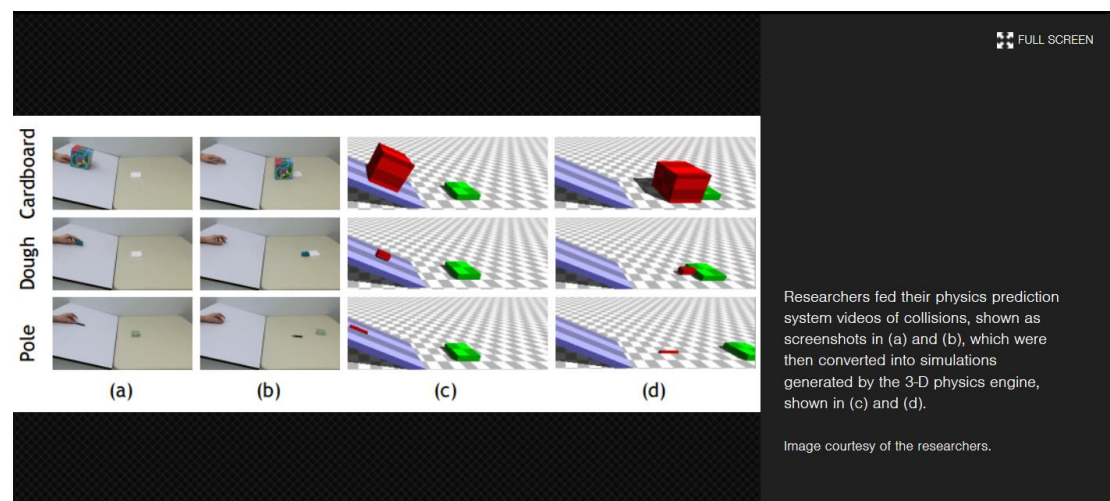 FULL SCREEN
Cardboard
Dough
Pole
(a) (b) (c) (d)
Researchers fed their physics prediction
system videos of collisions, shown as
screenshots in (a) and (b), which were
then converted into simulations
generated by the 3-D physics engine,
shown in (c) and (d).
Image courtesy of the researchers.